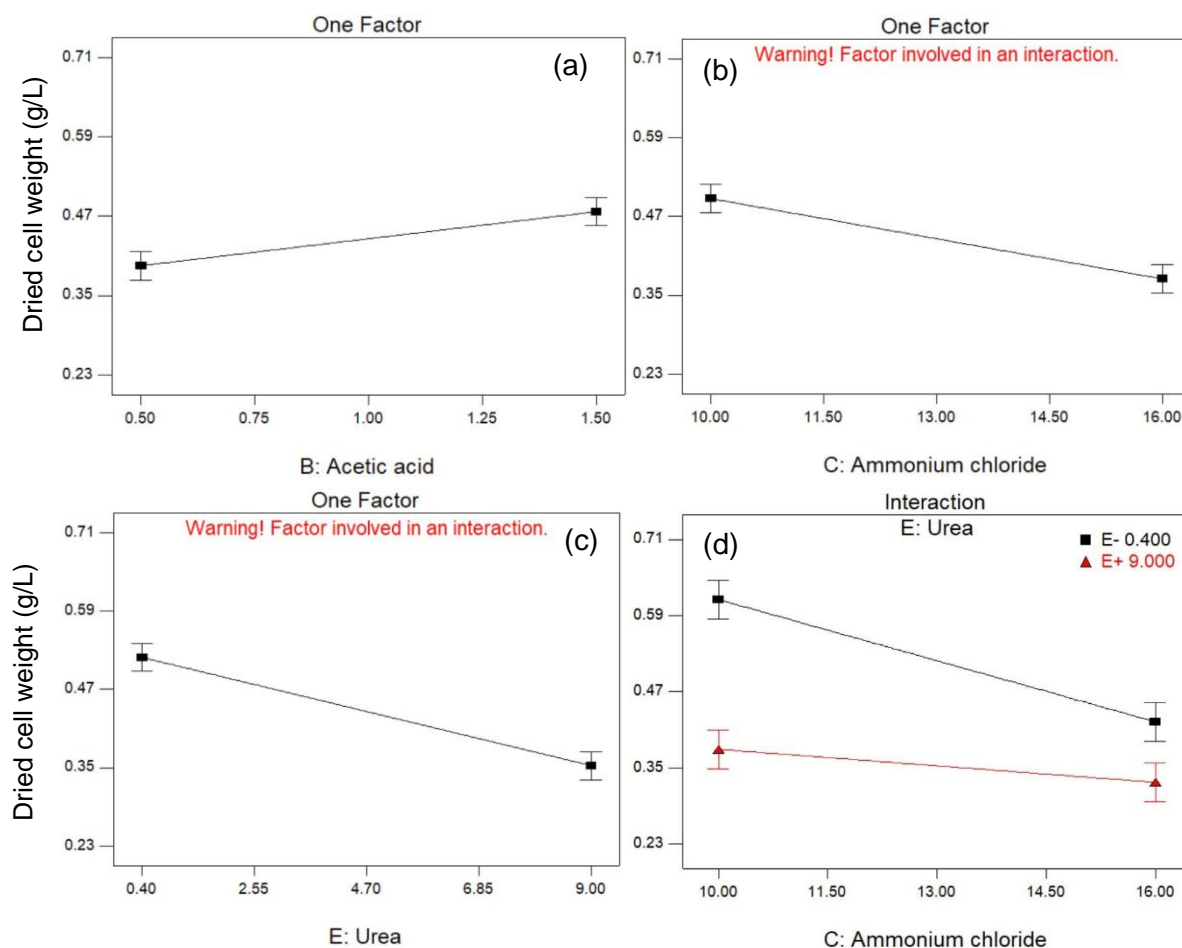 One Factor
(a)
Dried cell weight (g/L)
0.71
0.59
0.47
0.35
0.23
0.50
0.75
1.00
1.25
1.50
B: Acetic acid
One Factor
Warning! Factor involved in an interaction.
(b)
0.71
0.59
0.47
0.35
0.23
10.00
11.50
13.00
14.50
16.00
C: Ammonium chloride
One Factor
Warning! Factor involved in an interaction.
(c)
Dried cell weight (g/L)
0.71
0.59
0.47
0.35
0.23
0.40
2.55
4.70
6.85
9.00
E: Urea
Interaction
E: Urea
(d)
E- 0.400
E+ 9.000
0.71
0.59
0.47
0.35
0.23
10.00
11.50
13.00
14.50
16.00
C: Ammonium chloride